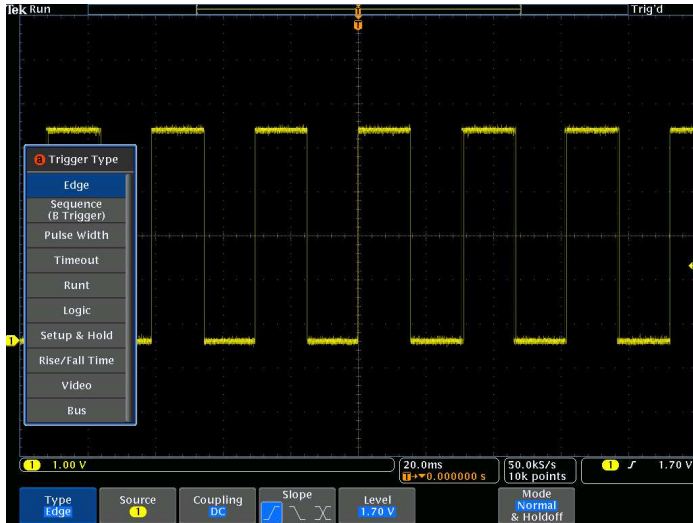 Tek Run Trig'd
T
T
a Trigger Type
Edge
Sequence
(B Trigger)
Pulse Width
Timeout
Runt
Logic
Setup & Hold
Rise/Fall Time
Video
Bus
1
1 1.00 V
20.0ms
T→▼0.000000 s
50.0kS/s
10k points
1 1.70 V
Type
Edge
Source
1
Coupling
DC
Slope
Level
1.70 V
Mode
Normal
& Holdoff